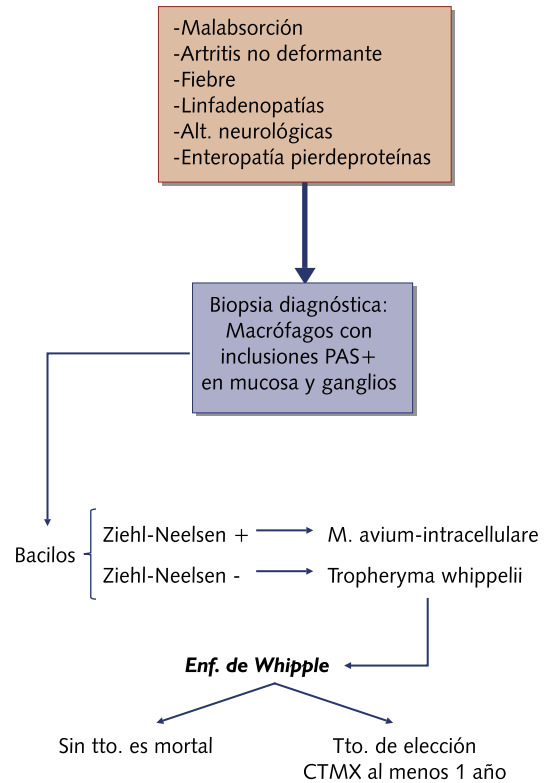 -Malabsorción
-Artritis no deformante
-Fiebre
-Linfadenopatías
-Alt. neurológicas
-Enteropatía pierdeproteínas
Biopsia diagnóstica:
Macrófagos con
inclusiones PAS+
en mucosa y ganglios
Bacilos
Ziehl-Neelsen +
M. avium-intracellulare
Ziehl-Neelsen -
Tropheryma whippelii
Enf. de Whipple
Sin tto. es mortal
Tto. de elección
CTMX al menos 1 año